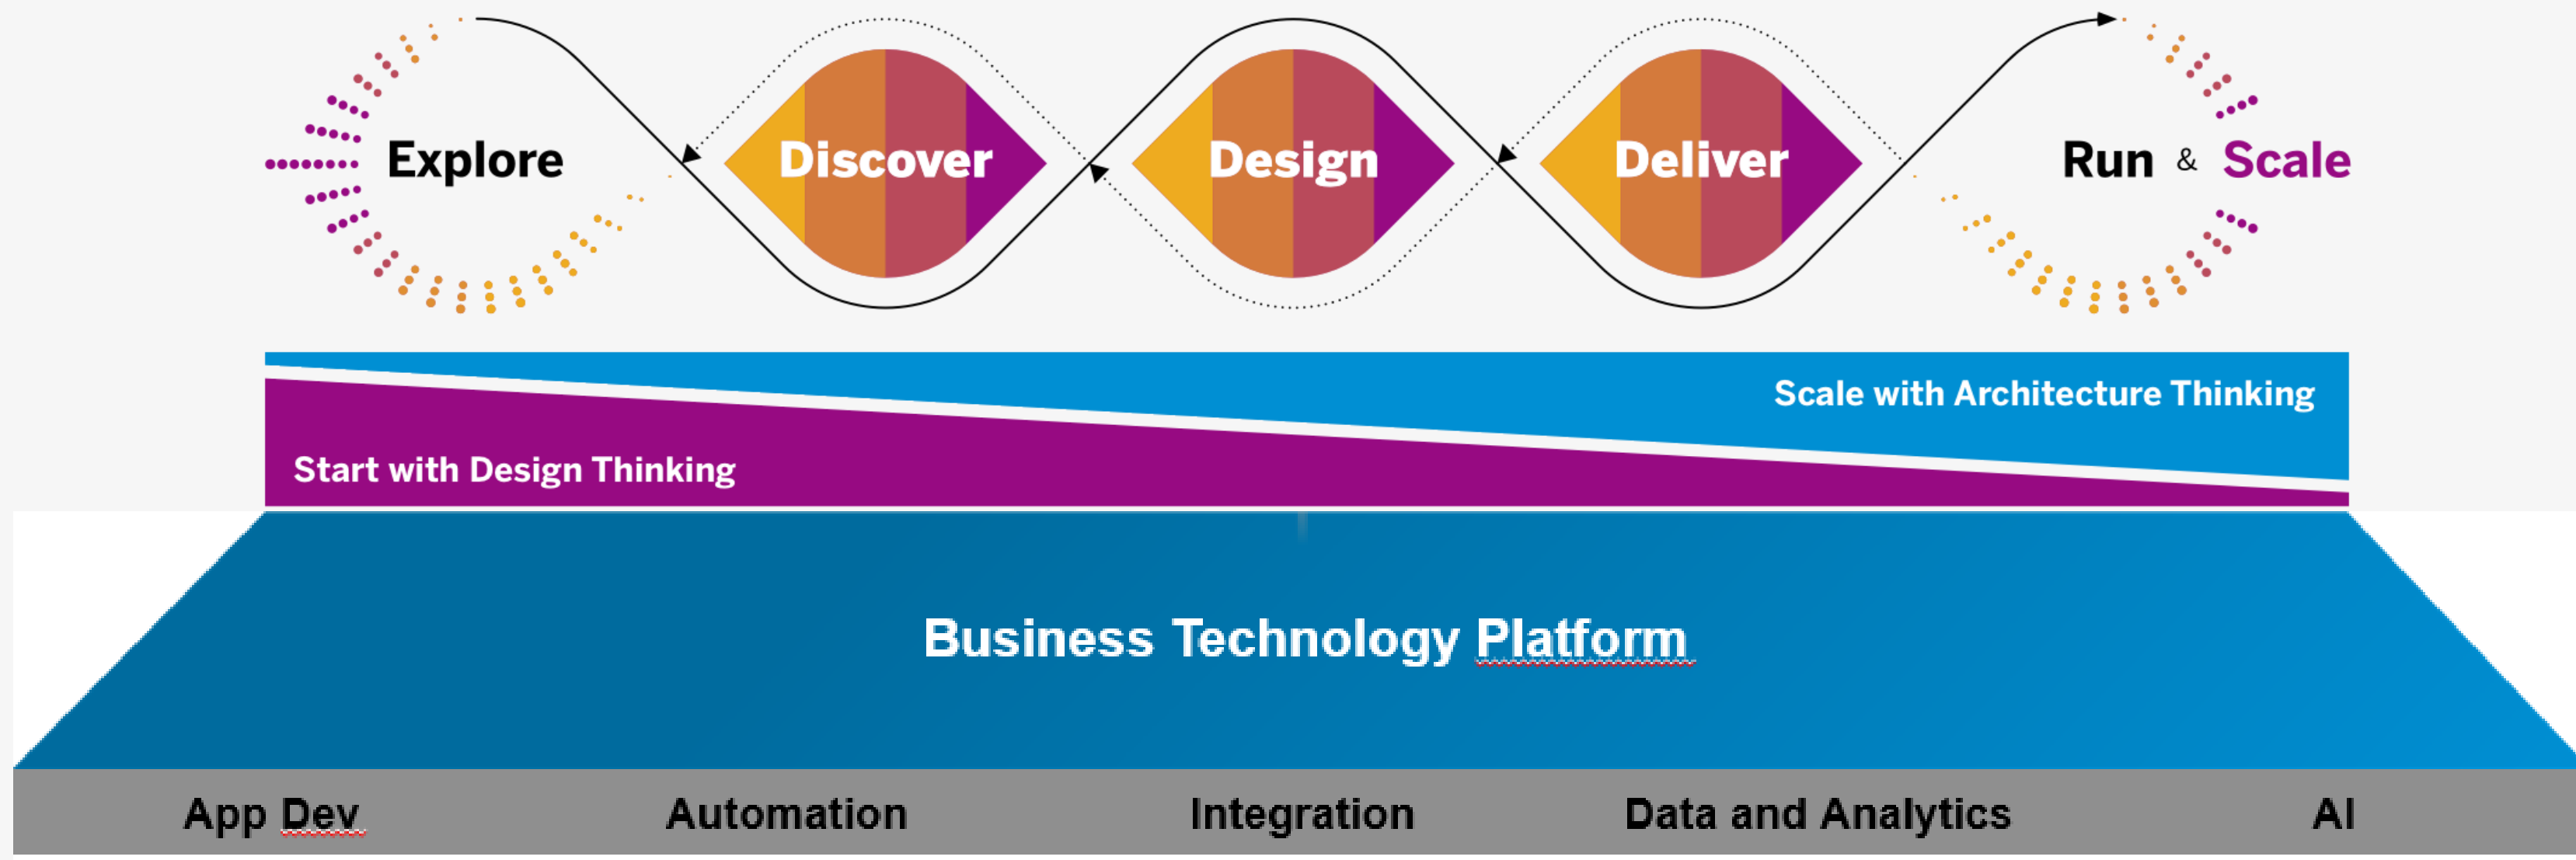 Explore Discover Design Deliver Run & Scale
Scale with Architecture Thinking
Start with Design Thinking
Business Technology Platform
App Dev Automation Integration Data and Analytics AI